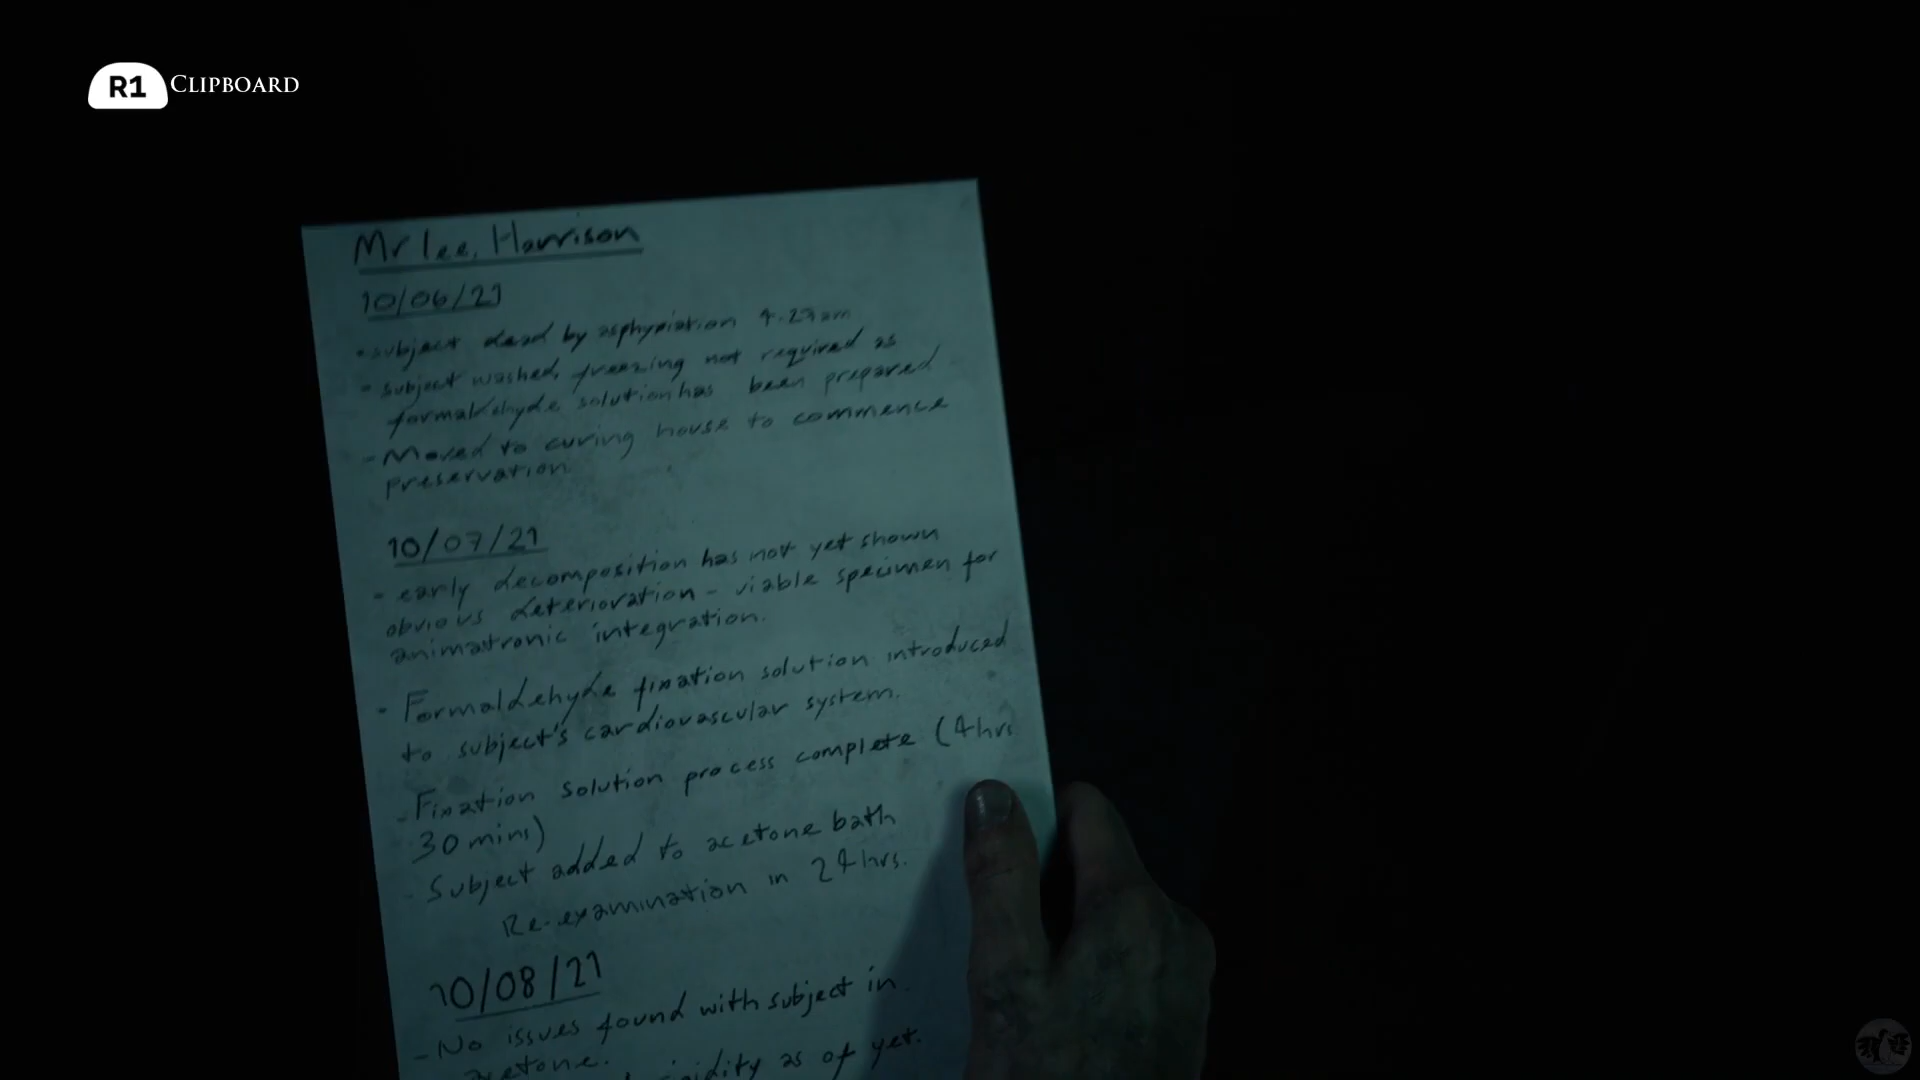 R1 CLIPBOARD
Mr lee, Harrison
10/06/21
- subject dead by asphyxiation 4.27am
- subject washed, freezing not required as
formaldehyde solution has been prepared
- Moved to curing house to commence
preservation
10/07/21
- early decomposition has not yet shown
obvious deterioration - viable specimen for
animatronic integration.
- Formaldehyde fixation solution introduced
to subject's cardiovascular system.
- Fixation solution process complete (4hrs
30 mins)
- Subject added to acetone bath
Re-examination in 24hrs.
10/08/21
- No issues found with subject in
acetone.
rigidity as of yet.